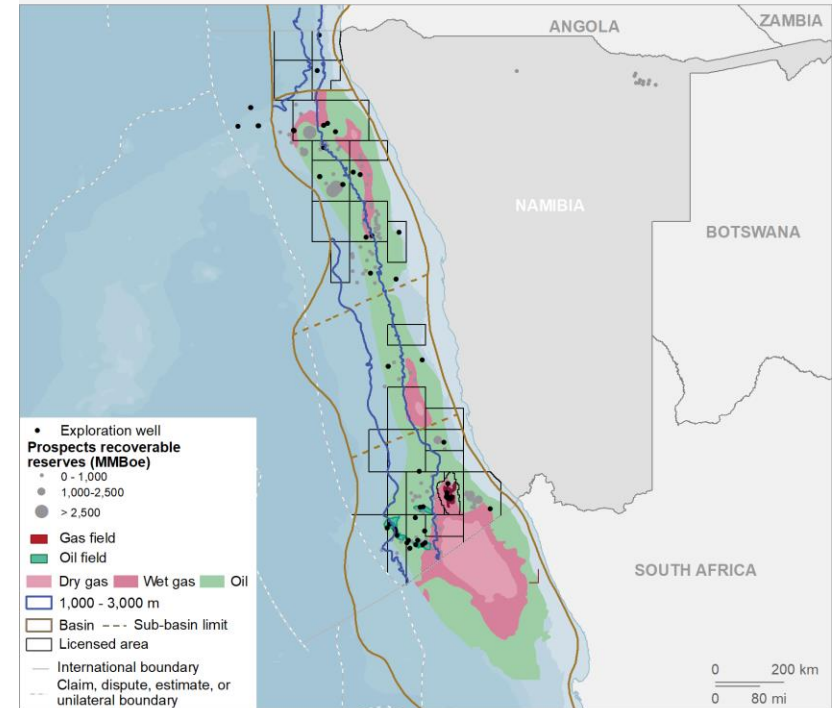 ANGOLA
ZAMBIA
NAMIBIA
BOTSWANA
SOUTH AFRICA
Exploration well
Prospects recoverable
reserves (MMBoe)
0 - 1,000
1,000-2,500
> 2,500
Gas field
Oil field
Dry gas Wet gas Oil
1,000 - 3,000 m
Basin Sub-basin limit
Licensed area
International boundary
Claim, dispute, estimate, or
unilateral boundary
0 200 km
0 80 mi